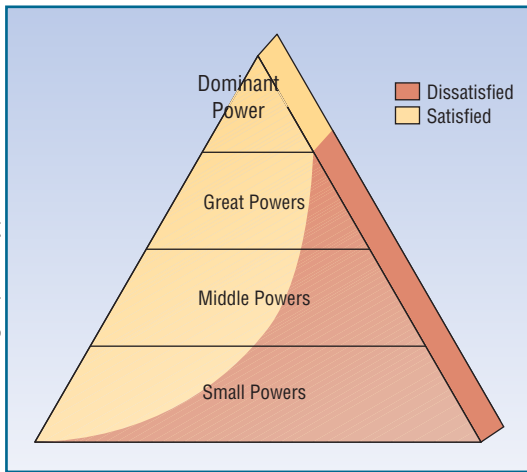 Dominant
Power
Dissatisfied
Satisfied
Great Powers
Middle Powers
Small Powers